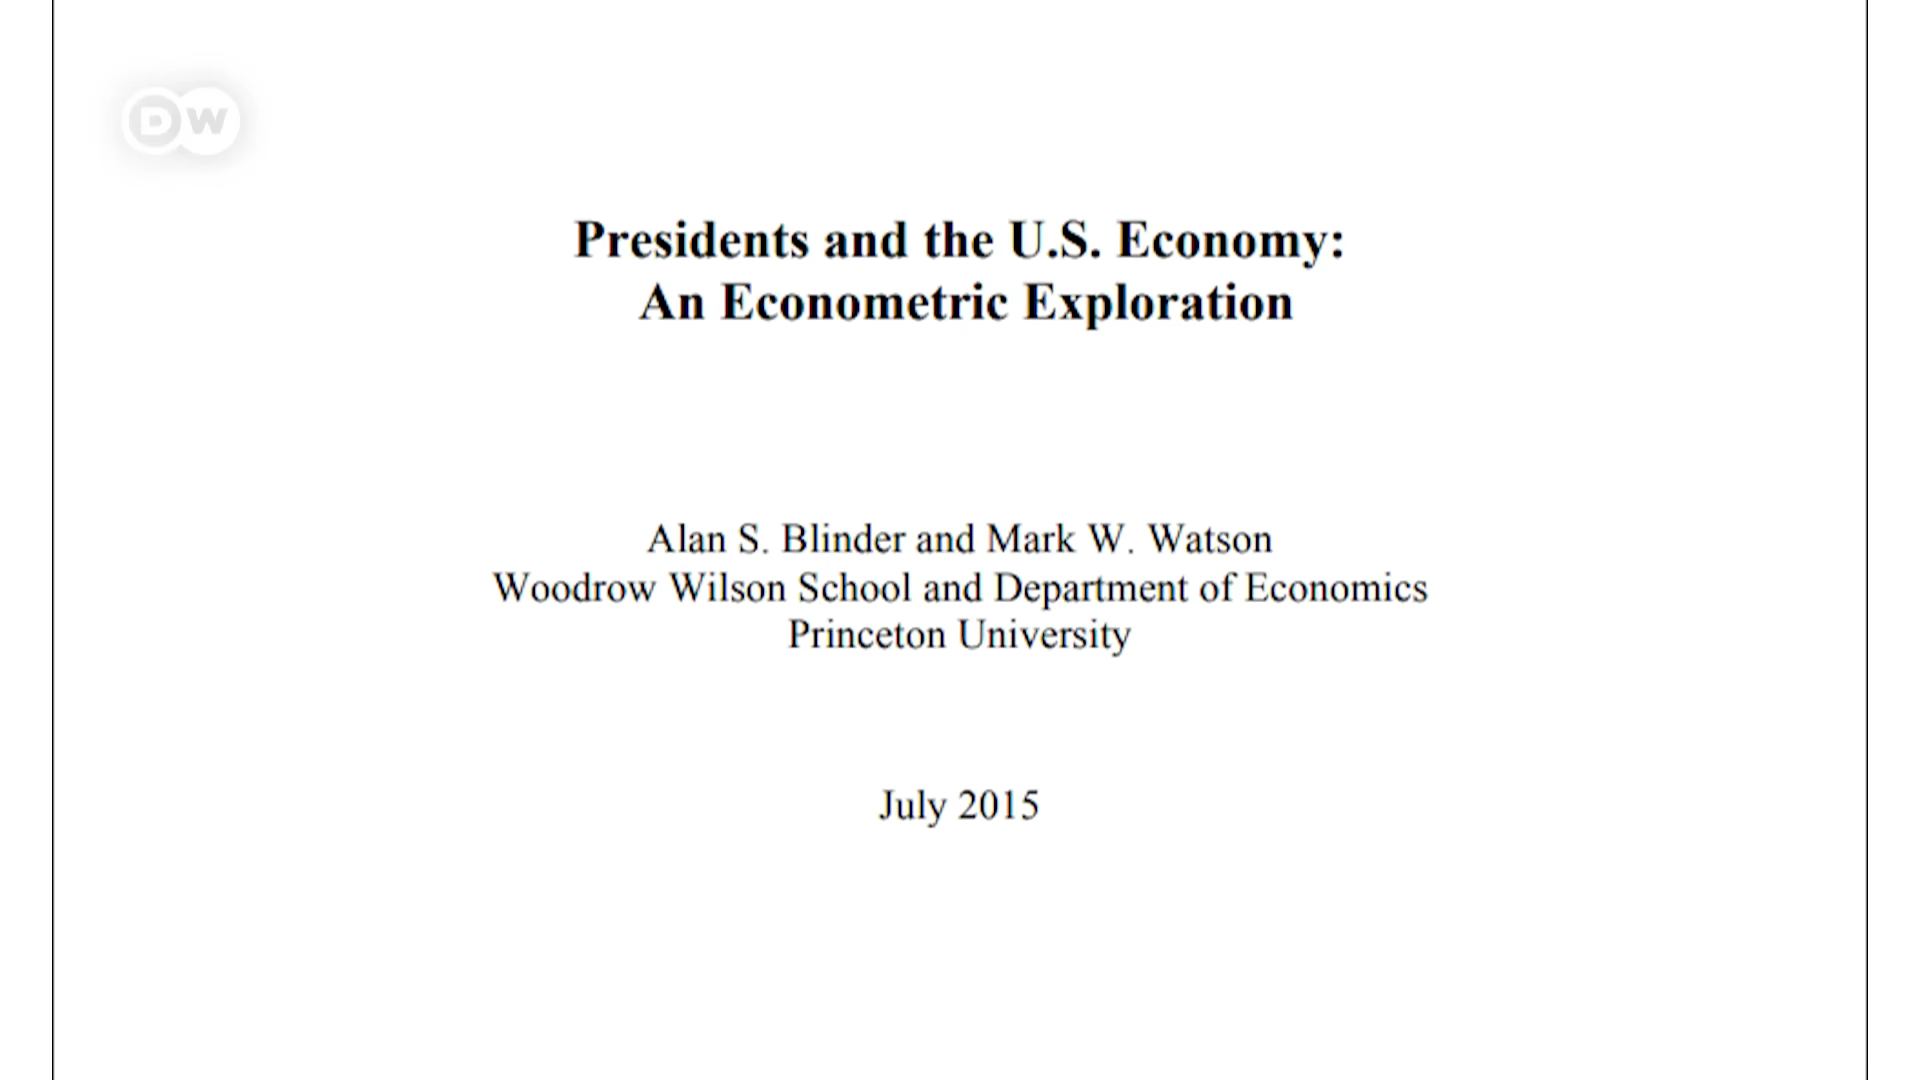 DW
Presidents and the U.S. Economy:
An Econometric Exploration
Alan S. Blinder and Mark W. Watson
Woodrow Wilson School and Department of Economics
Princeton University
July 2015